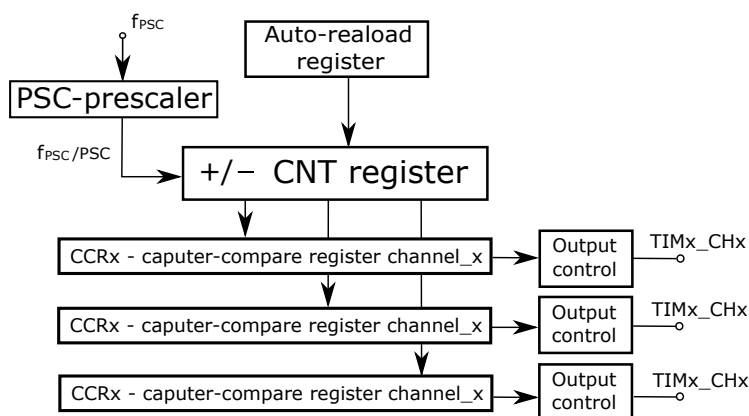 fPSC
Auto-reaload
register
PSC-prescaler
fPSC/PSC
+/− CNT register
CCRx - caputer-compare register channel_x
Output
control
TIMx_CHx
CCRx - caputer-compare register channel_x
Output
control
TIMx_CHx
CCRx - caputer-compare register channel_x
Output
control
TIMx_CHx